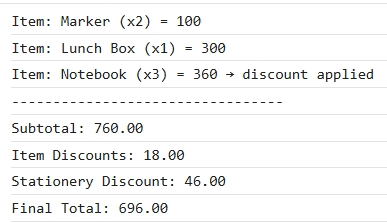 Item: Marker (x2) = 100
Item: Lunch Box (x1) = 300
Item: Notebook (x3) = 360 → discount applied
---------------------------------
Subtotal: 760.00
Item Discounts: 18.00
Stationery Discount: 46.00
Final Total: 696.00